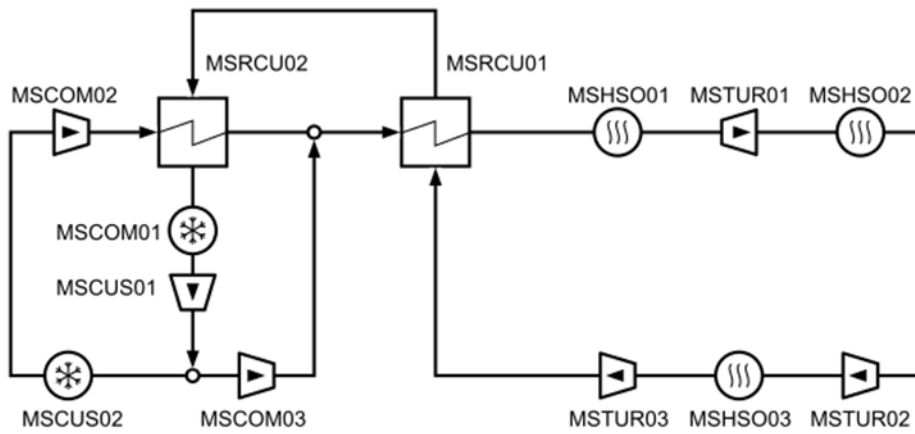 MSRCU02
MSRCU01
MSCOM02
MSHSO01
MSTUR01
MSHSO02
MSCOM01
MSCUS01
MSCUS02
MSCOM03
MSTUR03
MSHSO03
MSTUR02